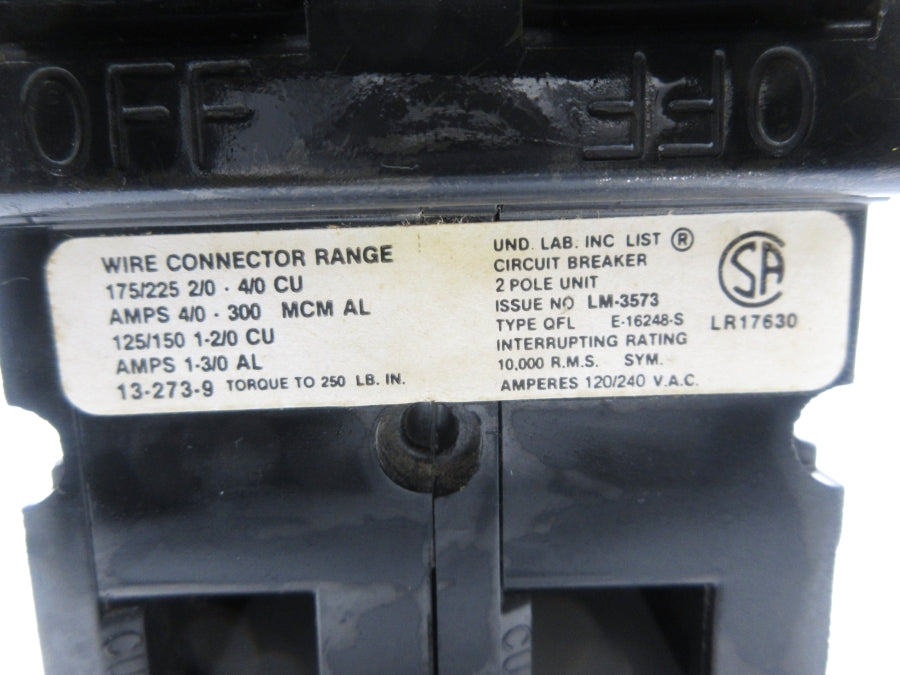 OFF
OFF
WIRE CONNECTOR RANGE
175/225 2/0 - 4/0 CU
AMPS 4/0 - 300 MCM AL
125/150 1-2/0 CU
AMPS 1-3/0 AL
13-273-9 TORQUE TO 250 LB. IN.
UND. LAB. INC LIST ®
CIRCUIT BREAKER
2 POLE UNIT
ISSUE NO LM-3573
TYPE QFL E-16248-S
INTERRUPTING RATING
10,000 R.M.S. SYM.
AMPERES 120/240 V.A.C.
SA
LR17630
CU
CU